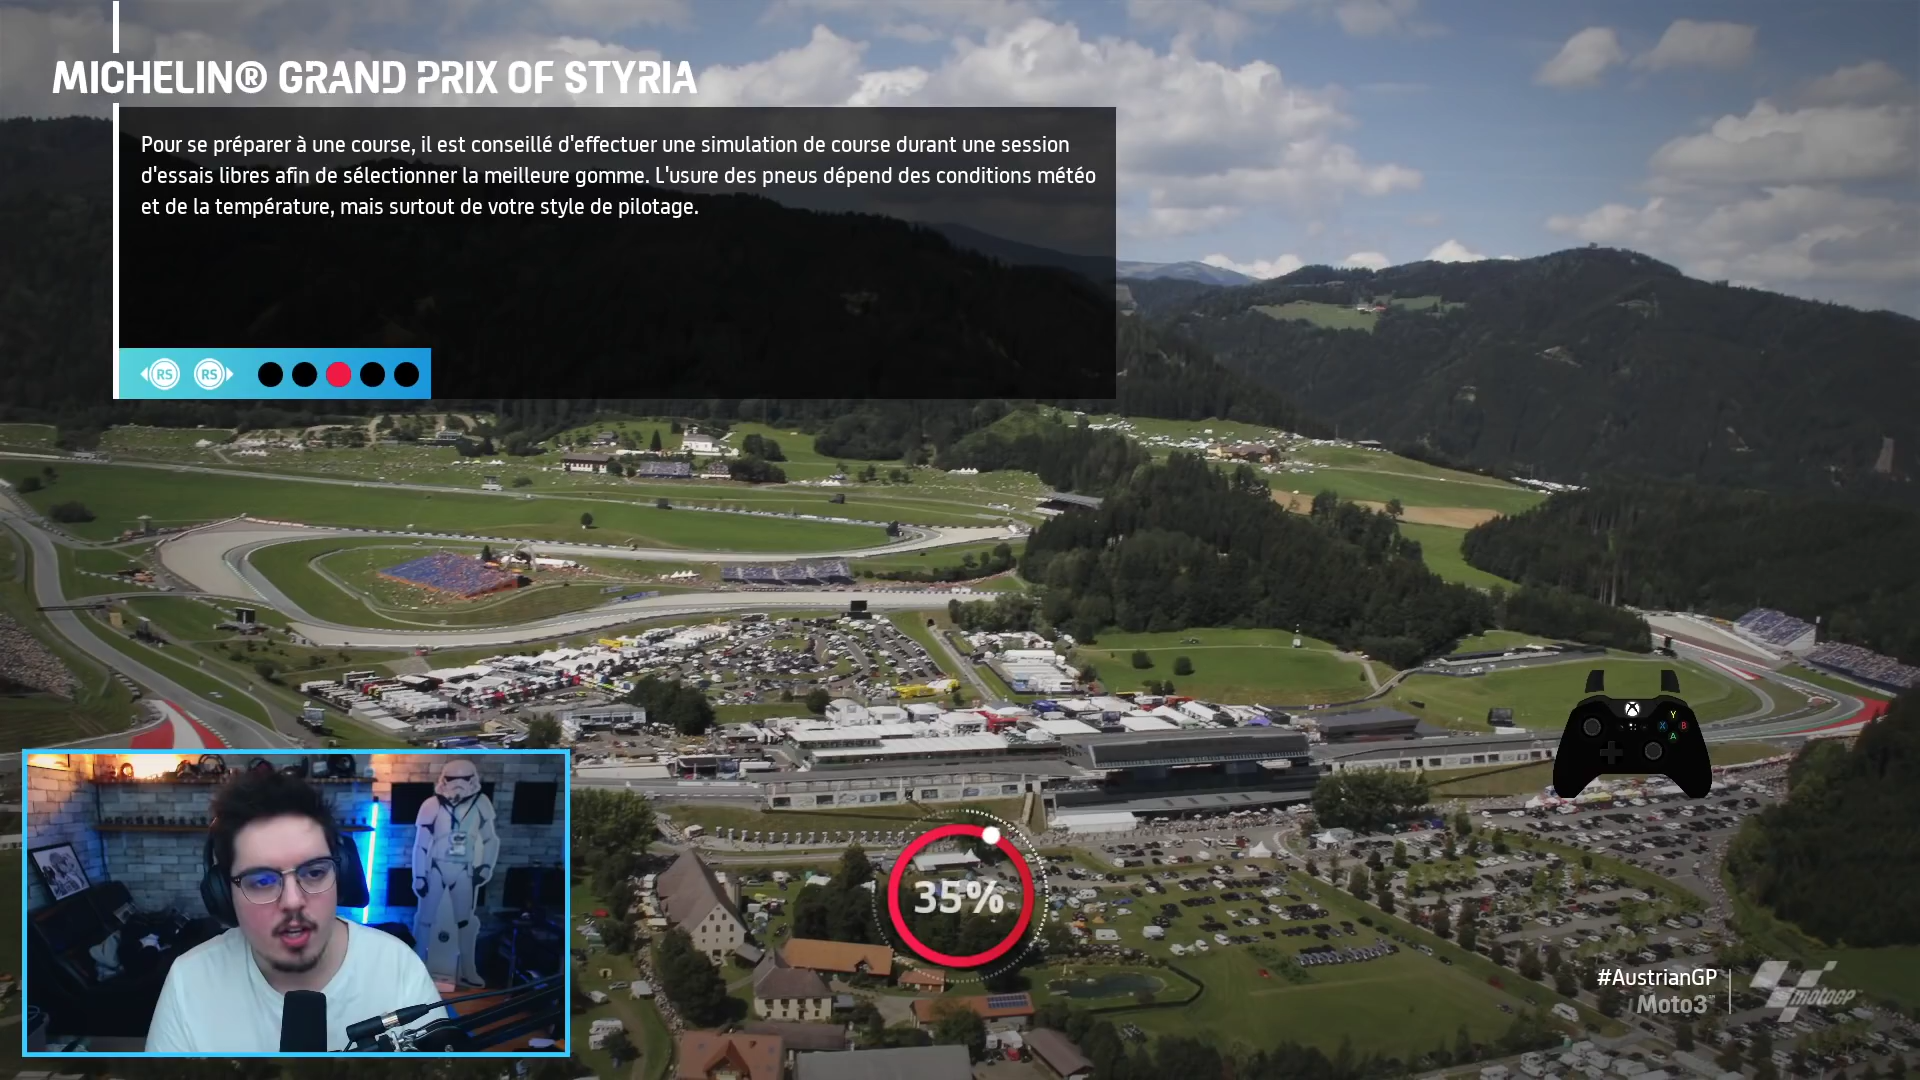 MICHELIN® GRAND PRIX OF STYRIA
Pour se préparer à une course, il est conseillé d'effectuer une simulation de course durant une session
d'essais libres afin de sélectionner la meilleure gomme. L'usure des pneus dépend des conditions météo
et de la température, mais surtout de votre style de pilotage.
RS RS
Y
X B
A
35%
#AustrianGP
Moto3™
MotoGP